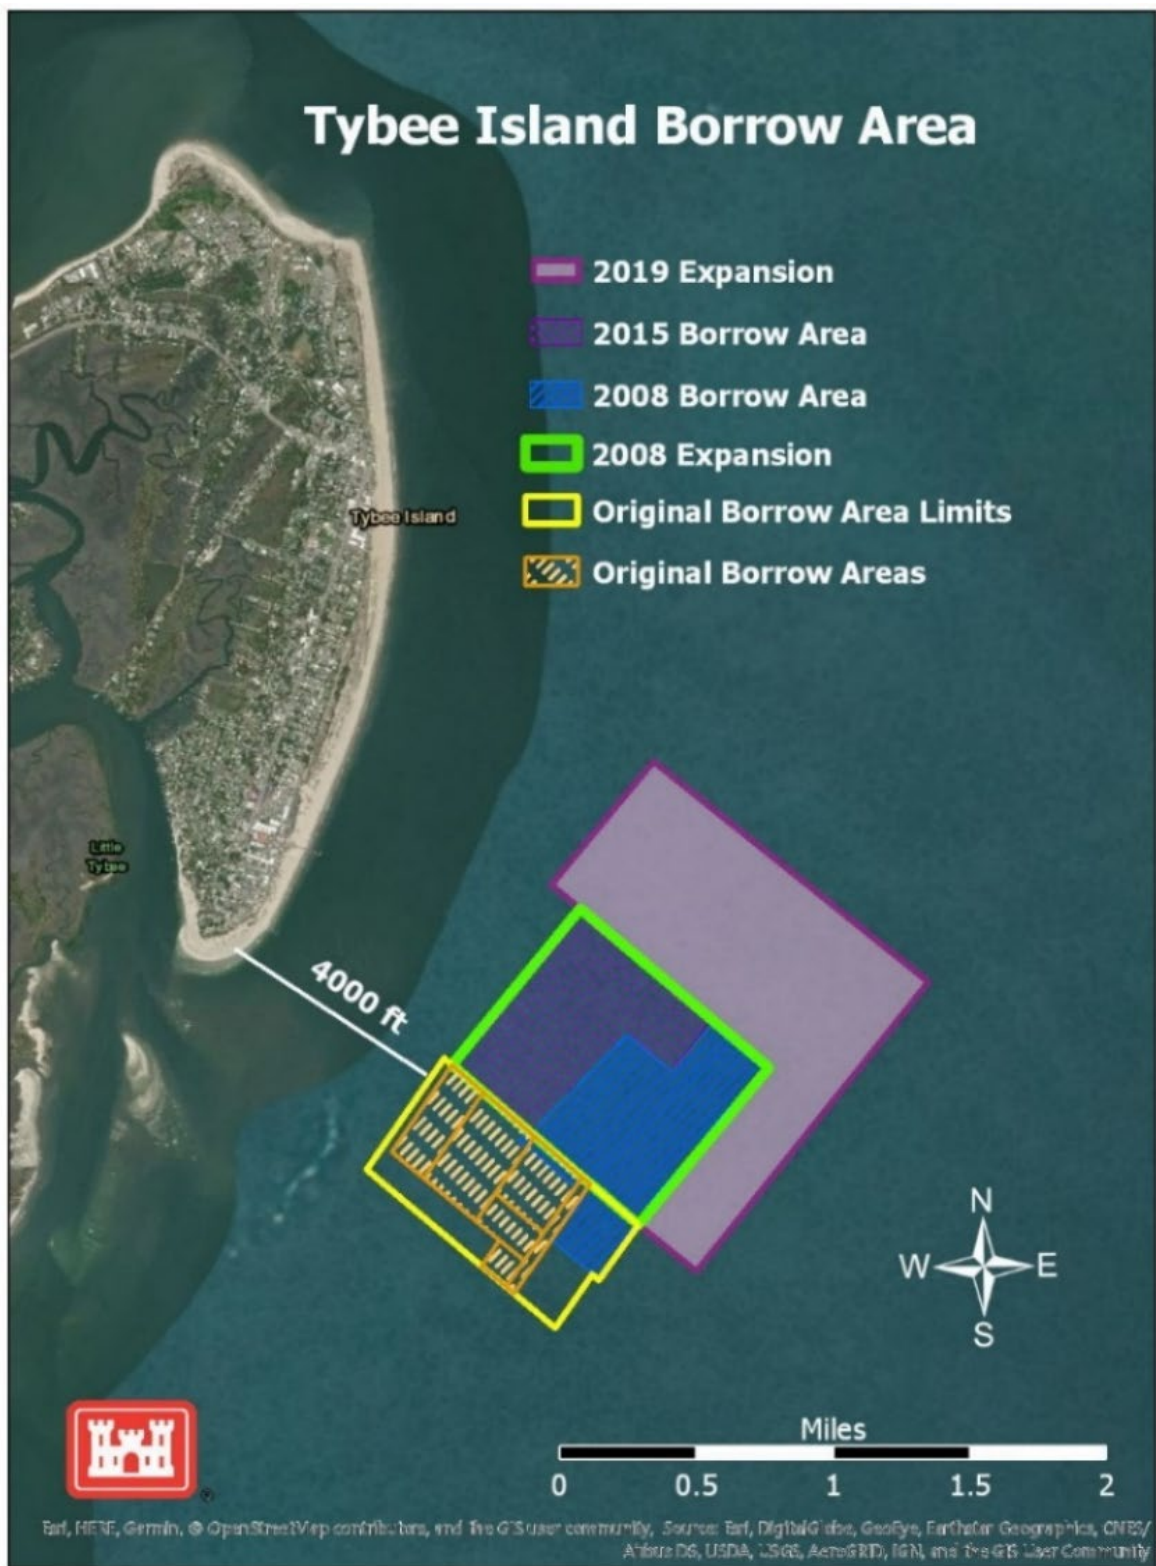 Tybee Island Borrow Area
2019 Expansion
2015 Borrow Area
2008 Borrow Area
2008 Expansion
Original Borrow Area Limits
Original Borrow Areas
Tybee Island
Little
Tybee
4000 ft
N
W E
S
Miles
0 0.5 1 1.5 2
®
Esri, HERE, Garmin, © OpenStreetMap contributors, and the GIS user community, Source: Esri, DigitalGlobe, GeoEye, Earthstar Geographics, CNES/
Airbus DS, USDA, USGS, AeroGRID, IGN, and the GIS User Community